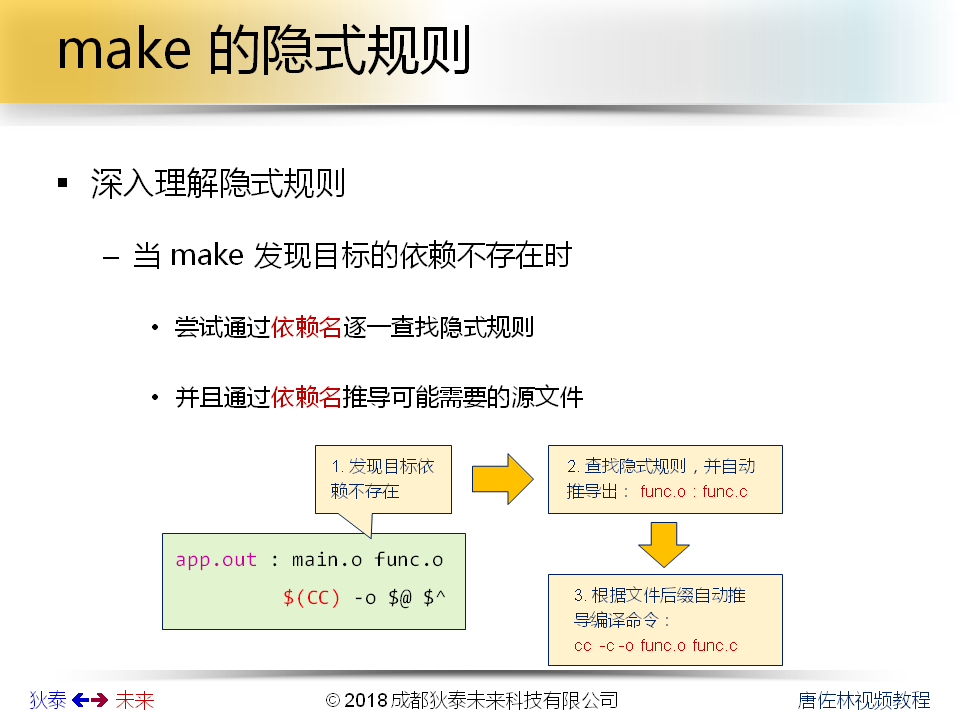 make 的隐式规则
▪ 深入理解隐式规则
– 当 make 发现目标的依赖不存在时
• 尝试通过依赖名逐一查找隐式规则
• 并且通过依赖名推导可能需要的源文件
1. 发现目标依
赖不存在
2. 查找隐式规则，并自动
推导出： func.o : func.c
app.out : main.o func.o
$(CC) -o $@ $^
3. 根据文件后缀自动推
导编译命令：
cc -c -o func.o func.c
狄泰 未来
© 2018 成都狄泰未来科技有限公司
唐佐林视频教程